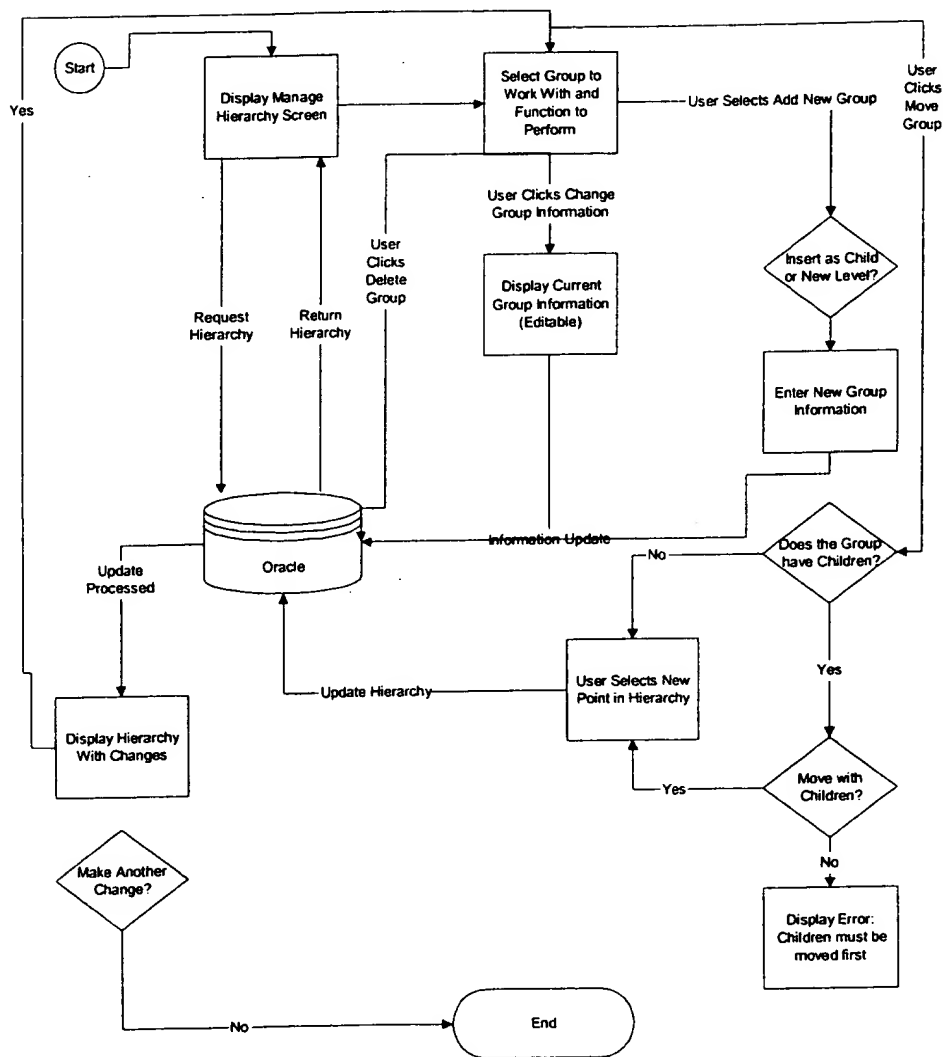 Start
Yes
Display Manage
Hierarchy Screen
Select Group to
Work With and
Function to
Perform
User Selects Add New Group
User
Clicks
Move
Group
User Clicks Change
Group Information
User
Clicks
Delete
Group
Insert as Child
or New Level?
Display Current
Group Information
(Editable)
Request
Hierarchy
Return
Hierarchy
Enter New Group
Information
Information Update
Oracle
No
Does the Group
have Children?
Update
Processed
Yes
User Selects New
Point in Hierarchy
Update Hierarchy
Display Hierarchy
With Changes
Yes
Move with
Children?
No
Make Another
Change?
Display Error:
Children must be
moved first
No
End